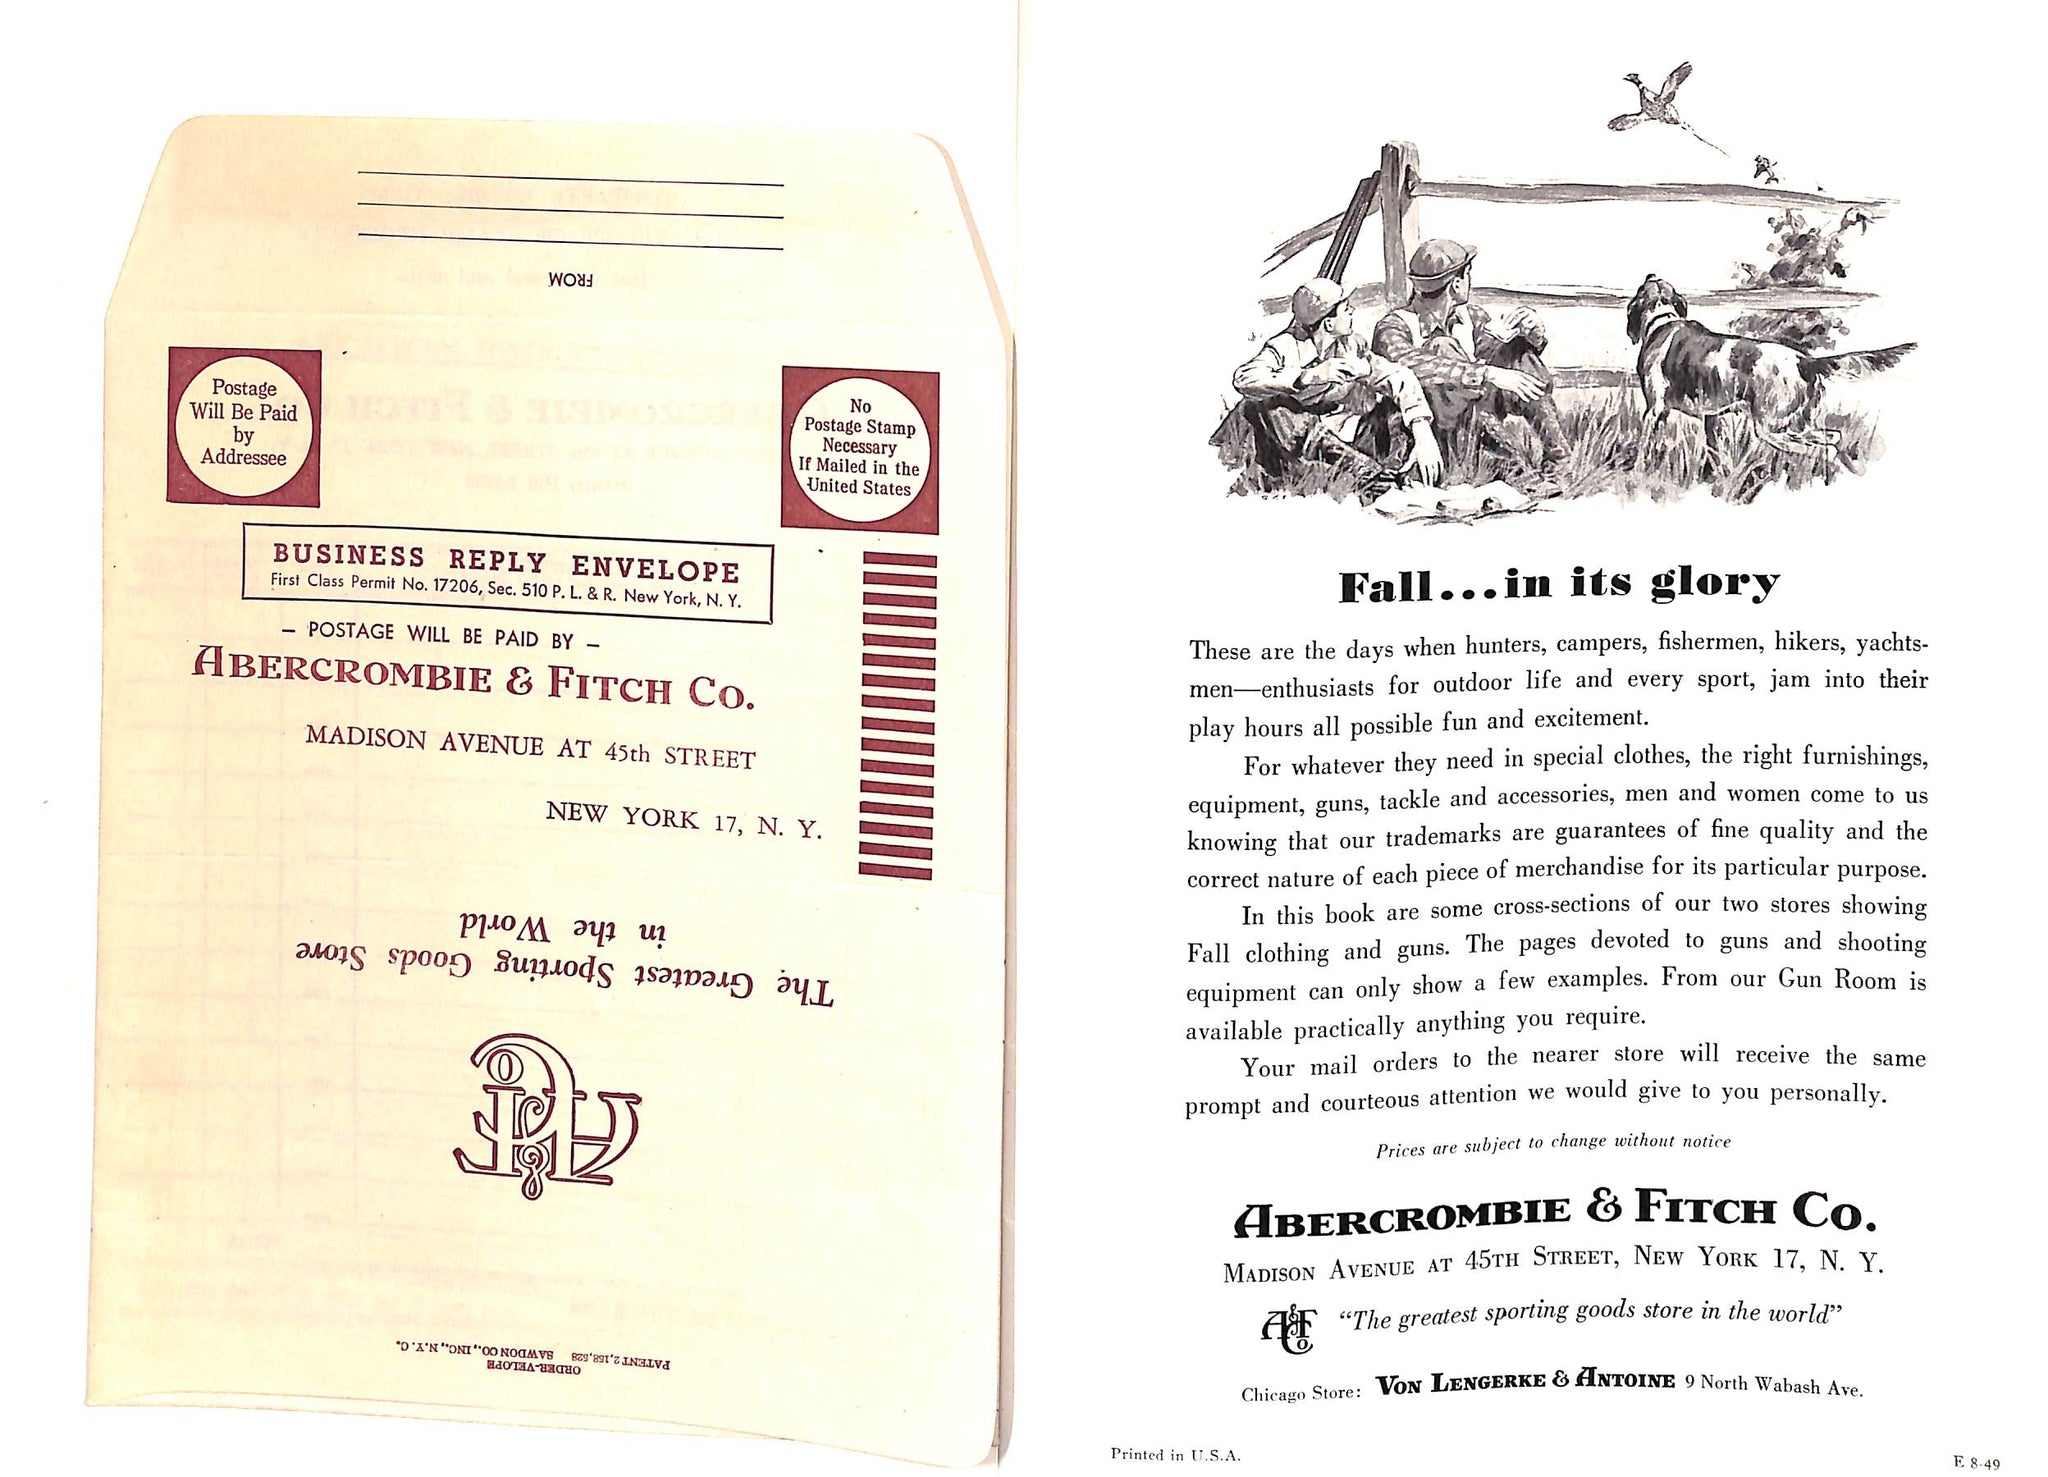 FROM
Postage
Will Be Paid
by
Addressee
No
Postage Stamp
Necessary
If Mailed in the
United States
BUSINESS REPLY ENVELOPE
First Class Permit No. 17206, Sec. 510 P. L. & R. New York, N. Y.
– POSTAGE WILL BE PAID BY –
ABERCROMBIE & FITCH CO.
MADISON AVENUE AT 45th STREET
NEW YORK 17, N. Y.
The Greatest Sporting Goods Store
in the World
ORDER-VELOPE
PATENT 2,158,528 SAWDON CO., INC., N.Y.C.
Fall...in its glory
These are the days when hunters, campers, fishermen, hikers, yachts-
men—enthusiasts for outdoor life and every sport, jam into their
play hours all possible fun and excitement.
For whatever they need in special clothes, the right furnishings,
equipment, guns, tackle and accessories, men and women come to us
knowing that our trademarks are guarantees of fine quality and the
correct nature of each piece of merchandise for its particular purpose.
In this book are some cross-sections of our two stores showing
Fall clothing and guns. The pages devoted to guns and shooting
equipment can only show a few examples. From our Gun Room is
available practically anything you require.
Your mail orders to the nearer store will receive the same
prompt and courteous attention we would give to you personally.
Prices are subject to change without notice
ABERCROMBIE & FITCH CO.
MADISON AVENUE AT 45TH STREET, NEW YORK 17, N. Y.
A&F Co "The greatest sporting goods store in the world"
Chicago Store: VON LENGERKE & ANTOINE 9 North Wabash Ave.
Printed in U.S.A.
E 8-49